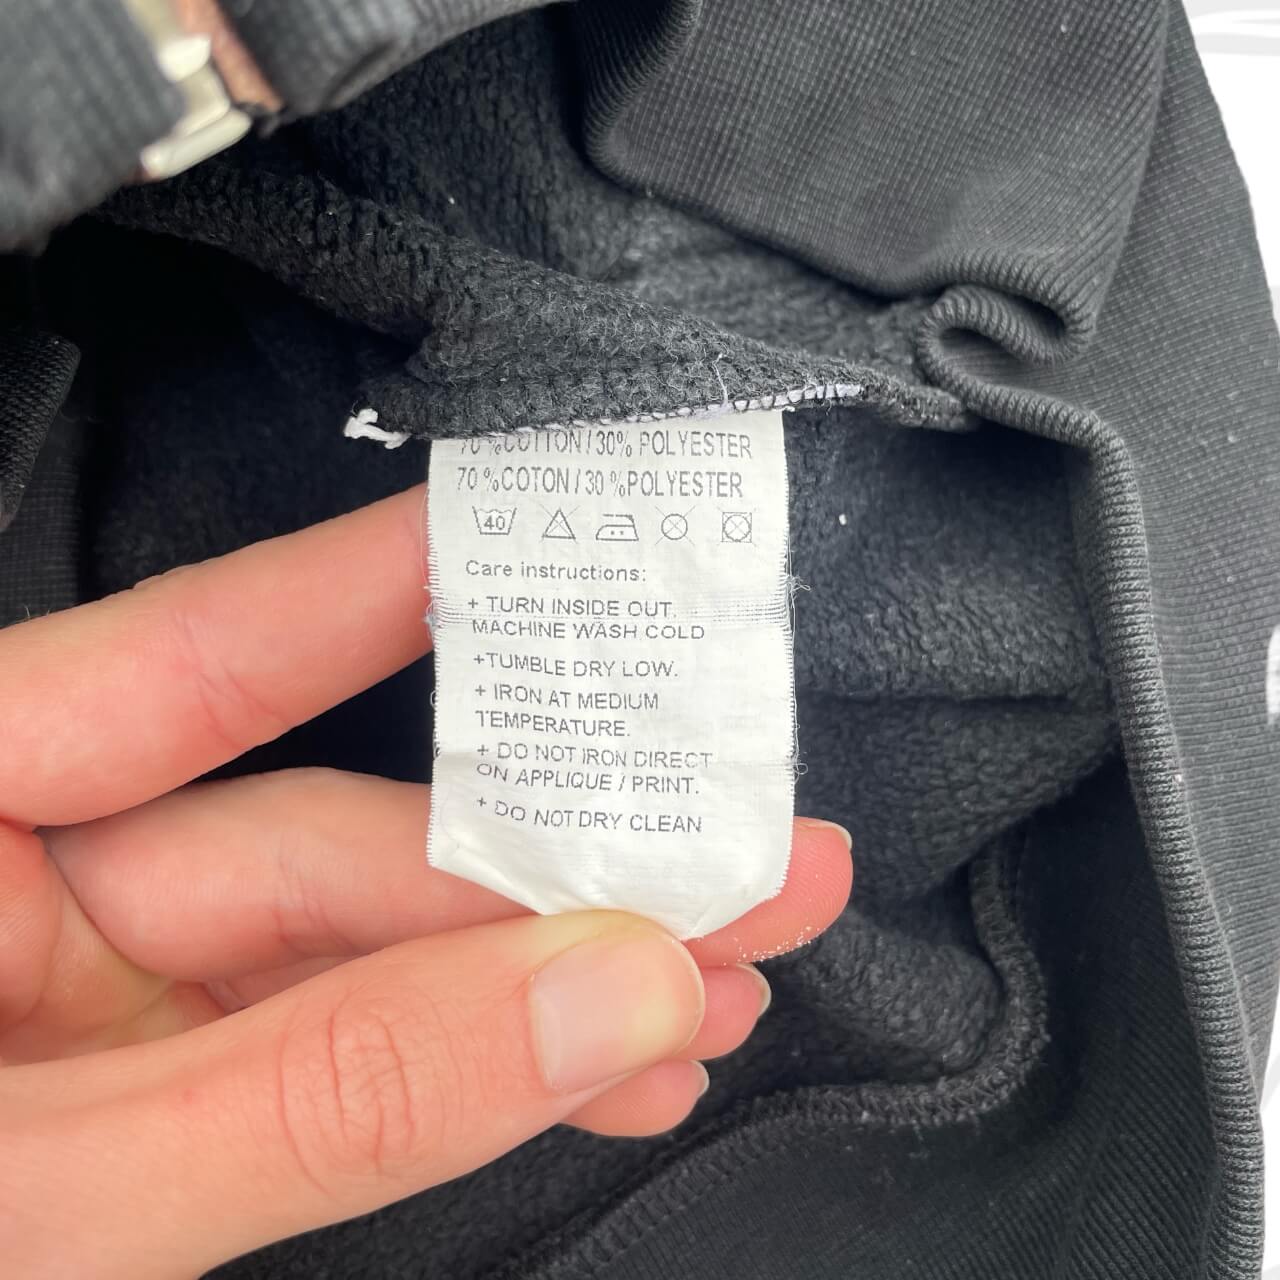 70 %COTTON / 30% POLYESTER
70 %COTON / 30 %POLYESTER
40
Care instructions:
+ TURN INSIDE OUT.
MACHINE WASH COLD
+TUMBLE DRY LOW.
+ IRON AT MEDIUM
TEMPERATURE.
+ DO NOT IRON DIRECT
ON APPLIQUE / PRINT.
+ DO NOT DRY CLEAN